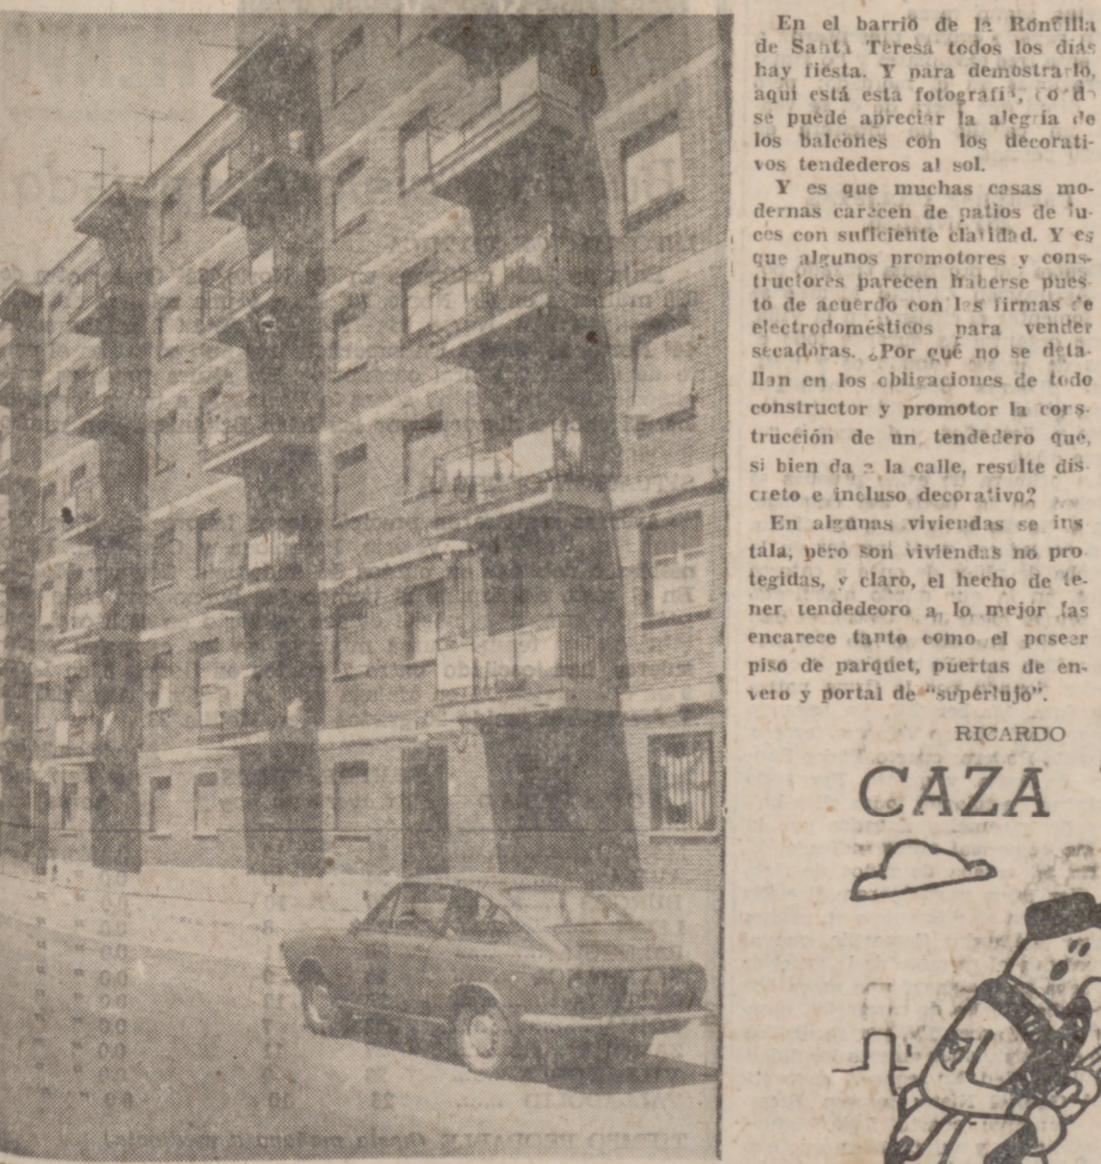 En el barrio de la Rondilla
de Santa Teresa todos los días
hay fiesta. Y para demostrarlo,
aquí está esta fotografía,
se puede apreciar la alegría de
los balcones con los decorati-
vos tendederos al sol.
Y es que muchas casas mo-
dernas carecen de patios de lu-
ces con suficiente claridad. Y es
que algunos promotores y cons-
tructores parecen haberse pues-
to de acuerdo con las firmas de
electrodomésticos para vender
secadoras. ¿Por qué no se deta-
llan en los obligaciones de todo
constructor y promotor la cons-
trucción de un tendedero que,
si bien da a la calle, resulte dis-
creto e incluso decorativo?
En algunas viviendas se ins
tala, pero son viviendas no pro
tegidas, y claro, el hecho de te-
ner tendedeoro a lo mejor las
encarece tanto como el poseer
piso de parquet, puertas de en-
vero y portal de "superlujo".
RICARDO
CAZA